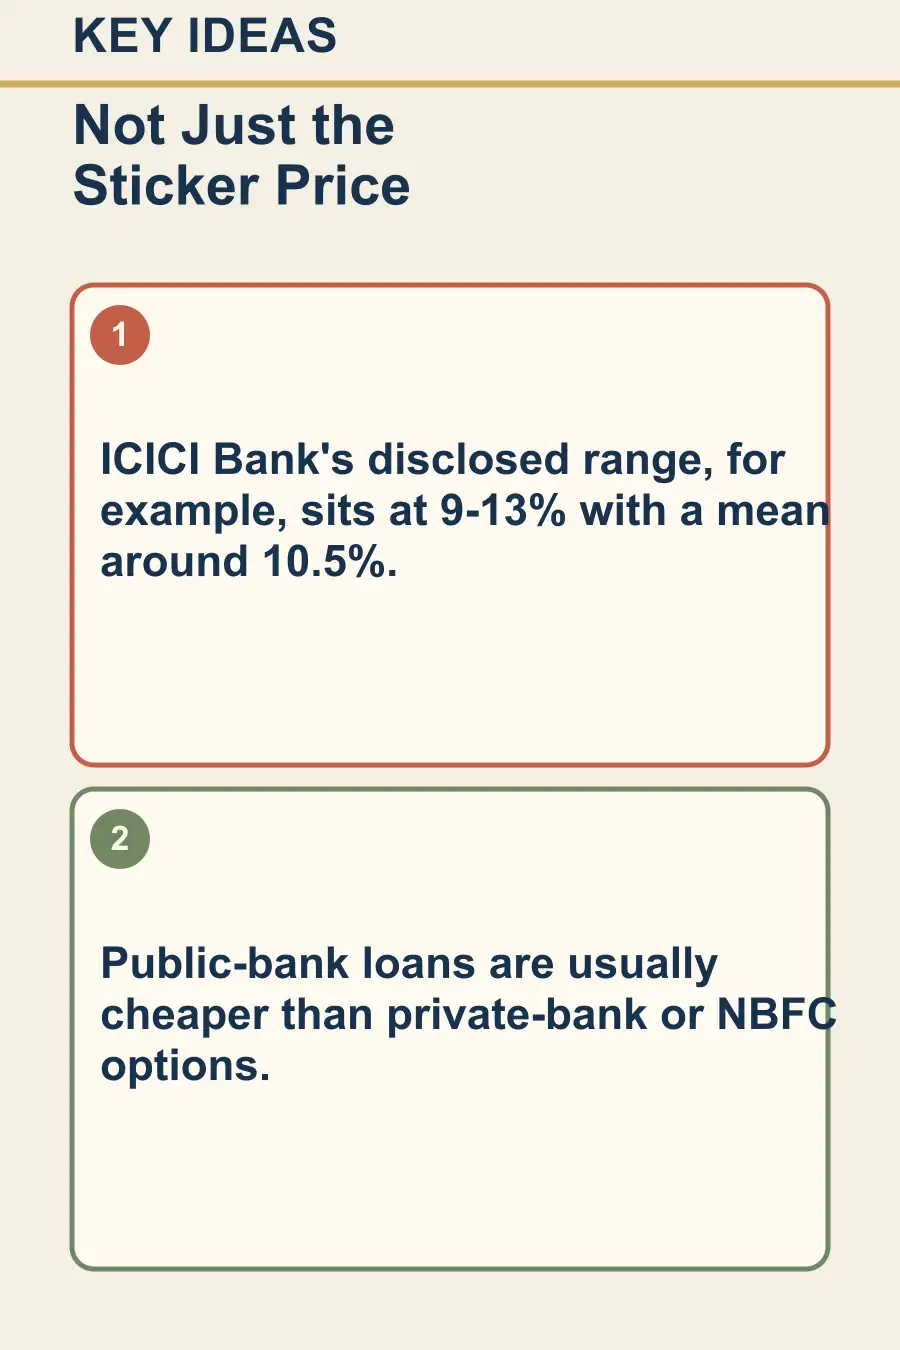 KEY IDEAS
Not Just the
Sticker Price
1
ICICI Bank's disclosed range, for
example, sits at 9-13% with a mean
around 10.5%.
2
Public-bank loans are usually
cheaper than private-bank or NBFC
options.